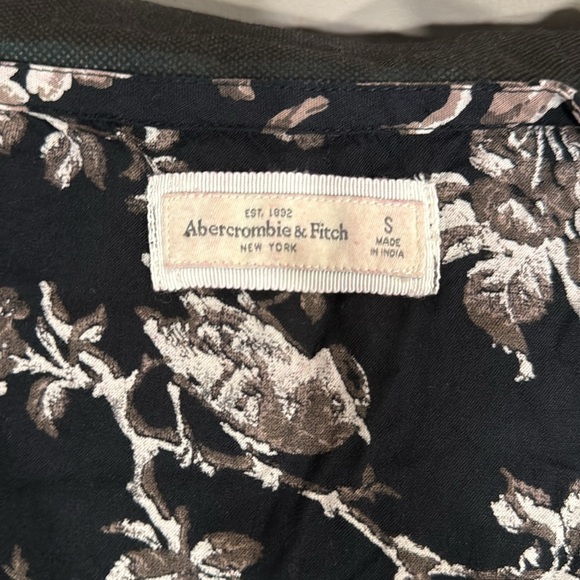 EST. 1892
Abercrombie & Fitch
NEW YORK
S
MADE
IN INDIA